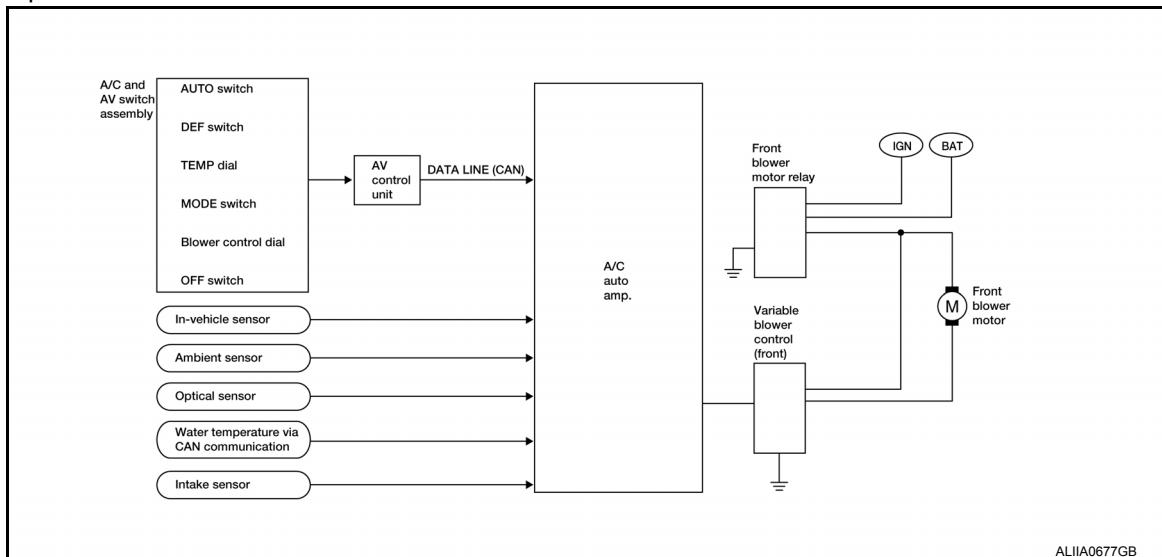 A/C and
AV switch
assembly
AUTO switch
DEF switch
TEMP dial
MODE switch
Blower control dial
OFF switch
AV
control
unit
DATA LINE (CAN)
In-vehicle sensor
Ambient sensor
Optical sensor
Water temperature via
CAN communication
Intake sensor
A/C
auto
amp.
Front
blower
motor relay
IGN
BAT
Variable
blower
control
(front)
M
Front
blower
motor
ALIIA0677GB